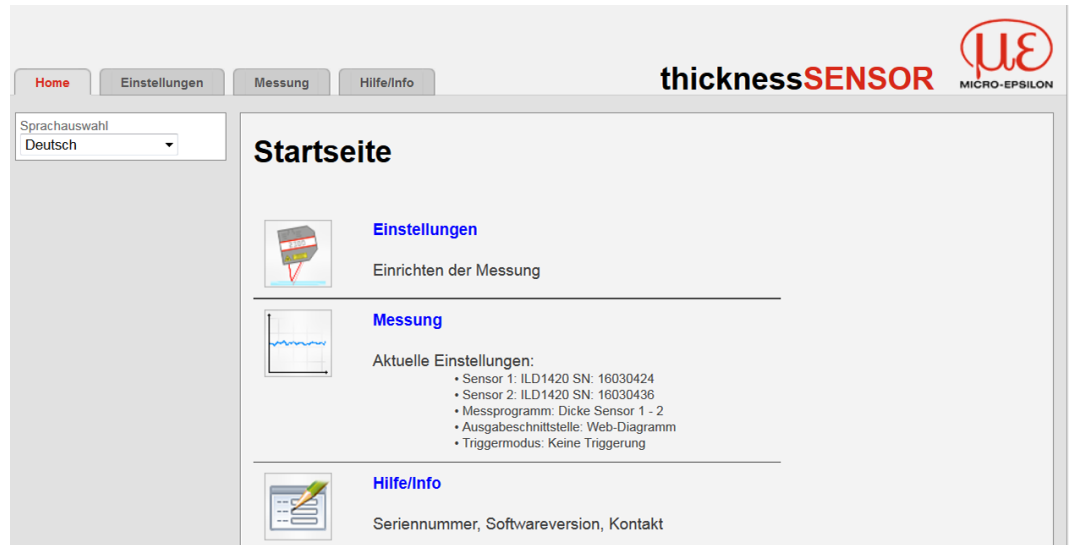 Home
Einstellungen
Messung
Hilfe/Info
thicknessSENSOR
με
MICRO-EPSILON
Sprachauswahl
Deutsch
Startseite
Einstellungen
Einrichten der Messung
Messung
Aktuelle Einstellungen:
• Sensor 1: ILD1420 SN: 16030424
• Sensor 2: ILD1420 SN: 16030436
• Messprogramm: Dicke Sensor 1 - 2
• Ausgabeschnittstelle: Web-Diagramm
• Triggermodus: Keine Triggerung
Hilfe/Info
Seriennummer, Softwareversion, Kontakt